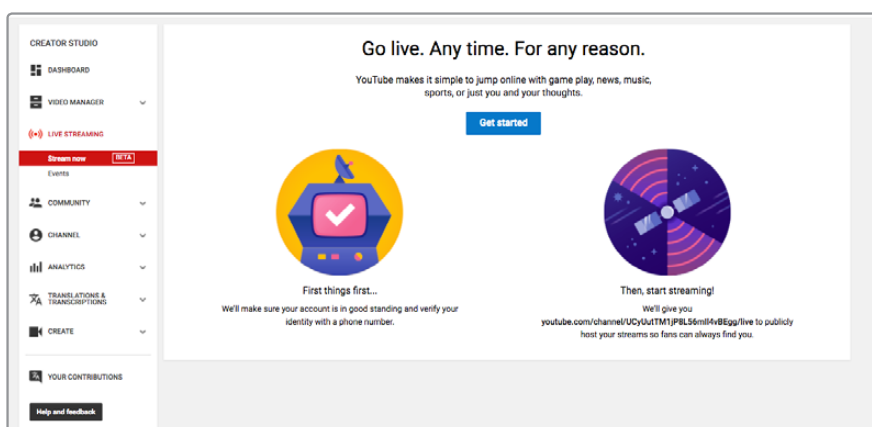 CREATOR STUDIO
DASHBOARD
VIDEO MANAGER
LIVE STREAMING
Stream now BETA
Events
COMMUNITY
CHANNEL
ANALYTICS
TRANSLATIONS &
TRANSCRIPTIONS
CREATE
YOUR CONTRIBUTIONS
Help and feedback
Go live. Any time. For any reason.
YouTube makes it simple to jump online with game play, news, music,
sports, or just you and your thoughts.
Get started
First things first...
We'll make sure your account is in good standing and verify your
identity with a phone number.
Then, start streaming!
We'll give you
youtube.com/channel/UCyUutTM1jP8L56mll4vBEgg/live to publicly
host your streams so fans can always find you.